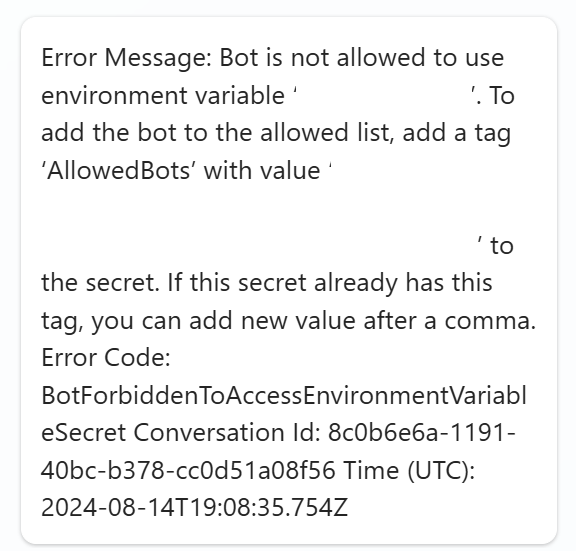 Error Message: Bot is not allowed to use
environment variable ‘ ’. To
add the bot to the allowed list, add a tag
‘AllowedBots’ with value ‘
’ to
the secret. If this secret already has this
tag, you can add new value after a comma.
Error Code:
BotForbiddenToAccessEnvironmentVariabl
eSecret Conversation Id: 8c0b6e6a-1191-
40bc-b378-cc0d51a08f56 Time (UTC):
2024-08-14T19:08:35.754Z